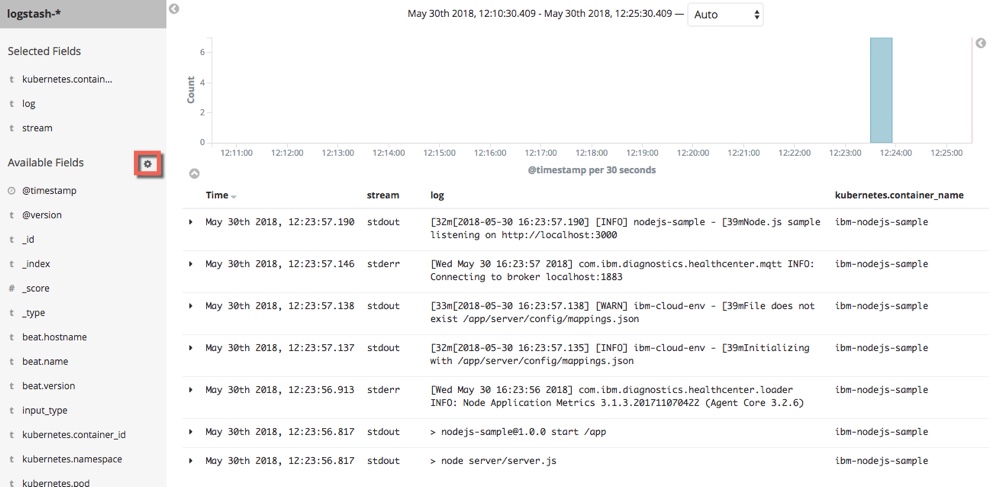 logstash-*
Selected Fields
t kubernetes.contain...
t log
t stream
Available Fields
@timestamp
t @version
t _id
t _index
# _score
t _type
t beat.hostname
t beat.name
t beat.version
t input_type
t kubernetes.container_id
t kubernetes.namespace
t kubernetes.pod
May 30th 2018, 12:10:30.409 - May 30th 2018, 12:25:30.409 — Auto
Count
6
4
2
0
12:11:00 12:12:00 12:13:00 12:14:00 12:15:00 12:16:00 12:17:00 12:18:00 12:19:00 12:20:00 12:21:00 12:22:00 12:23:00 12:24:00 12:25:00
@timestamp per 30 seconds
Time stream log kubernetes.container_name
May 30th 2018, 12:23:57.190 stdout [32m[2018-05-30 16:23:57.190] [INFO] nodejs-sample - [39mNode.js sample ibm-nodejs-sample
listening on http://localhost:3000
May 30th 2018, 12:23:57.146 stderr [Wed May 30 16:23:57 2018] com.ibm.diagnostics.healthcenter.mqtt INFO: ibm-nodejs-sample
Connecting to broker localhost:1883
May 30th 2018, 12:23:57.138 stdout [33m[2018-05-30 16:23:57.138] [WARN] ibm-cloud-env - [39mFile does not ibm-nodejs-sample
exist /app/server/config/mappings.json
May 30th 2018, 12:23:57.137 stdout [32m[2018-05-30 16:23:57.135] [INFO] ibm-cloud-env - [39mInitializing ibm-nodejs-sample
with /app/server/config/mappings.json
May 30th 2018, 12:23:56.913 stderr [Wed May 30 16:23:56 2018] com.ibm.diagnostics.healthcenter.loader ibm-nodejs-sample
INFO: Node Application Metrics 3.1.3.201711070422 (Agent Core 3.2.6)
May 30th 2018, 12:23:56.817 stdout > nodejs-sample@1.0.0 start /app ibm-nodejs-sample
May 30th 2018, 12:23:56.817 stdout > node server/server.js ibm-nodejs-sample